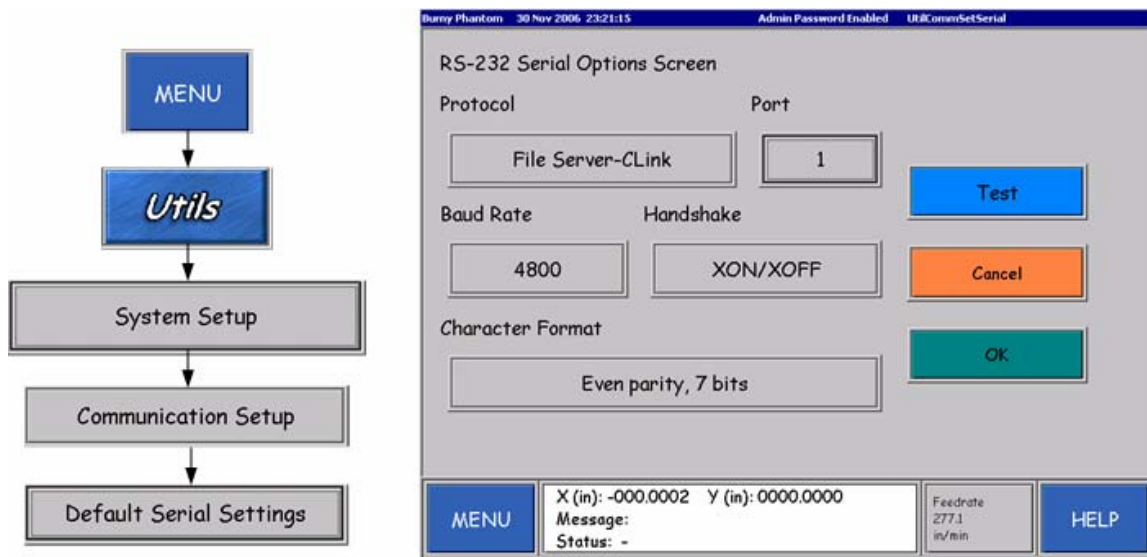 MENU
Utils
System Setup
Communication Setup
Default Serial Settings
Burny Phantom 30 Nov 2006 23:21:15 Admin Password Enabled UtilCommSetSerial
RS-232 Serial Options Screen
Protocol Port
File Server-CLink 1
Test
Baud Rate Handshake
4800 XON/XOFF
Cancel
Character Format
OK
Even parity, 7 bits
MENU
X (in): -000.0002 Y (in): 0000.0000
Message:
Status: -
Feedrate
277.1
in/min
HELP